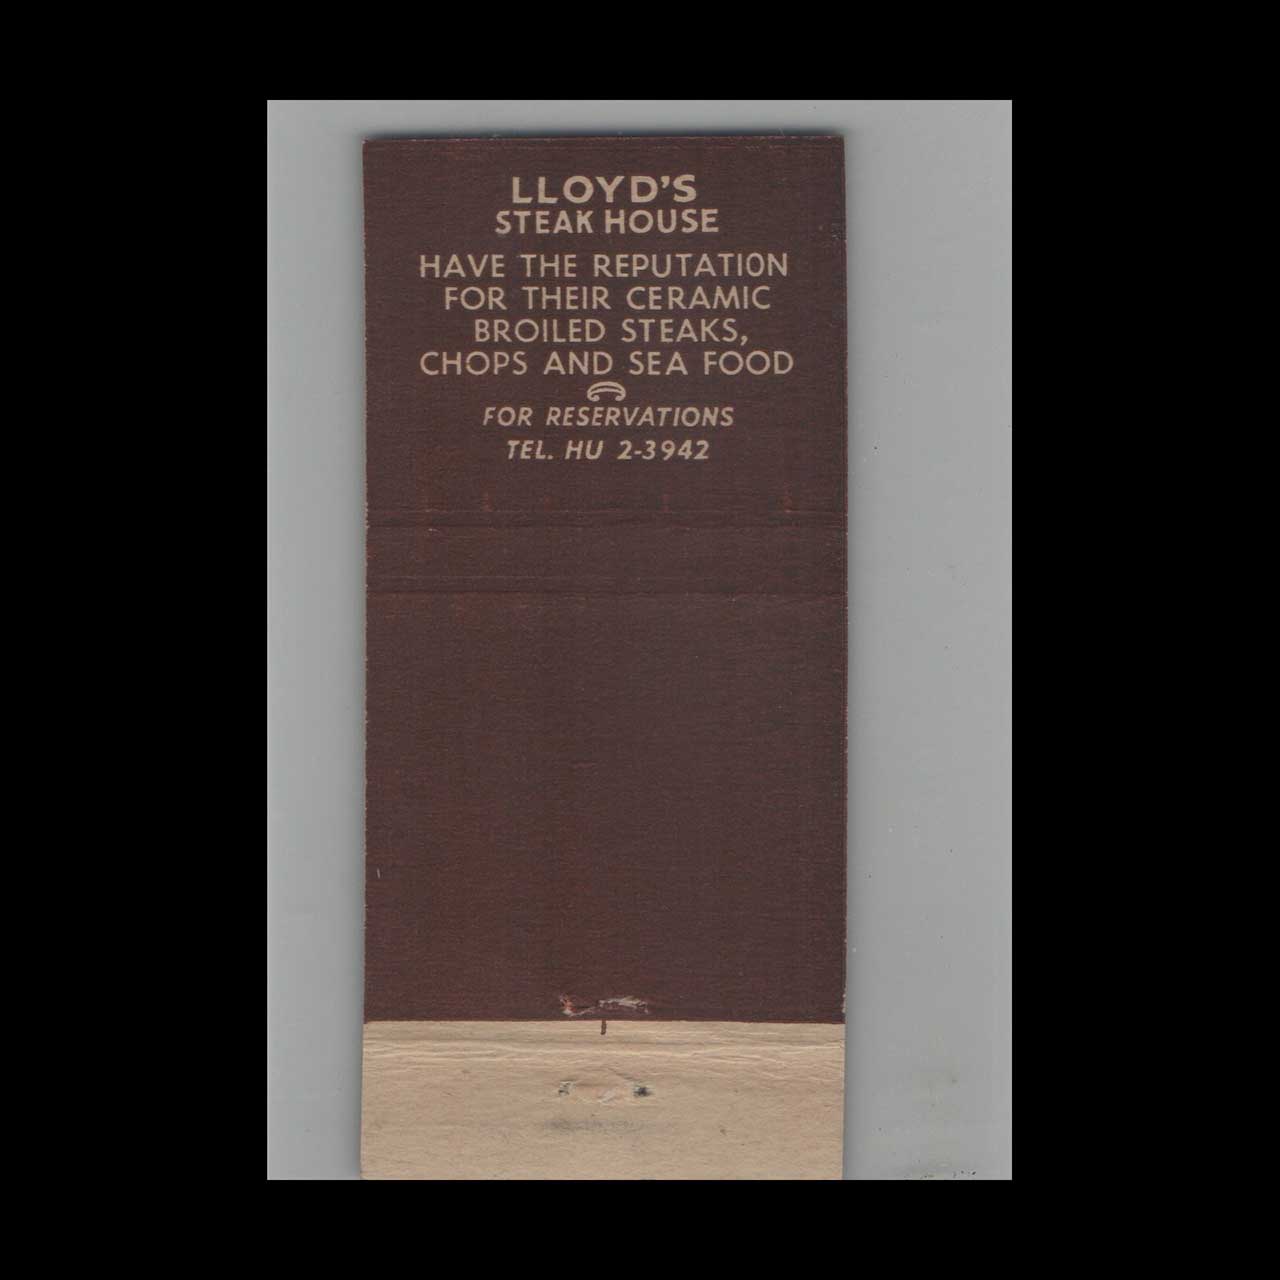 LLOYD'S
STEAK HOUSE
HAVE THE REPUTATION
FOR THEIR CERAMIC
BROILED STEAKS,
CHOPS AND SEA FOOD
FOR RESERVATIONS
TEL. HU 2-3942